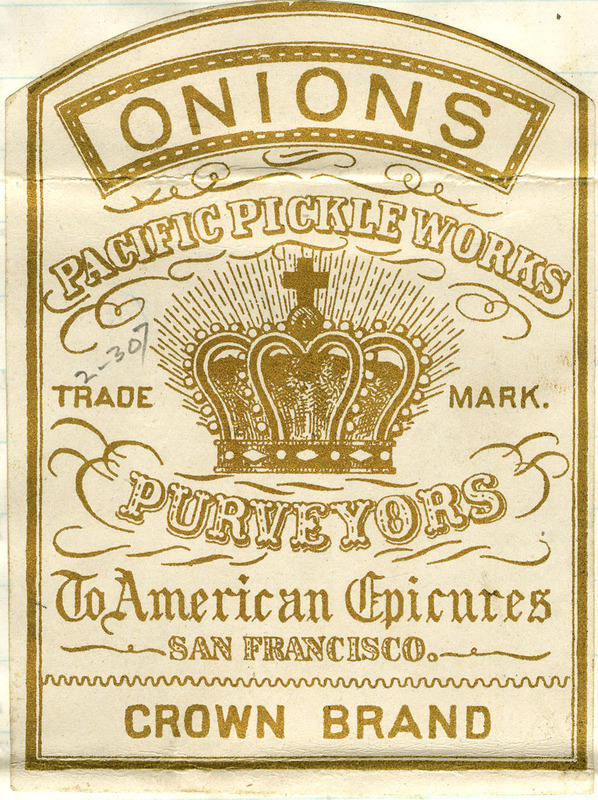 ONIONS
PACIFIC PICKLE WORKS
2-307
TRADE MARK.
PURVEYORS
To American Epicures
SAN FRANCISCO.
CROWN BRAND